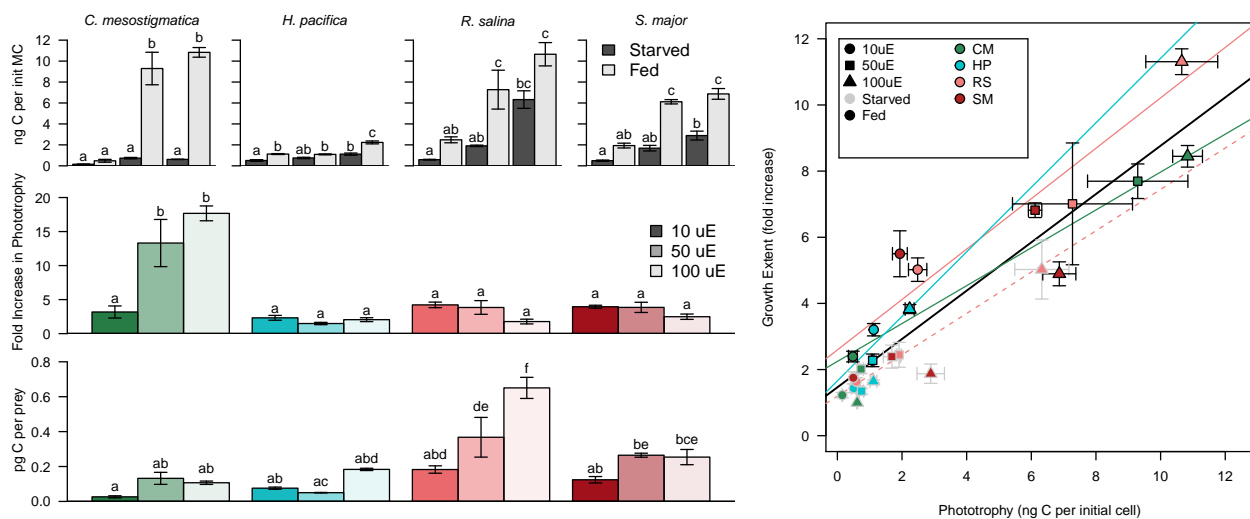 C. mesostigmatica H. pacifica R. salina S. major
ng C per init MC
12
10
8
6
4
2
0
a a a b a b
a b ab b b c
a ab ab c bc c
a ab ab c b c
Starved
Fed
Fold Increase in Phototrophy
20
15
10
5
0
a b b
a a a
a a a
a a a
10 uE
50 uE
100 uE
pg C per prey
0.8
0.6
0.4
0.2
0.0
a ab ab
ab ac abd
abd de f
ab be bce
Growth Extent (fold increase)
12
10
8
6
4
2
0
10uE
50uE
100uE
Starved
Fed
CM
HP
RS
SM
0 2 4 6 8 10 12
Phototrophy (ng C per initial cell)